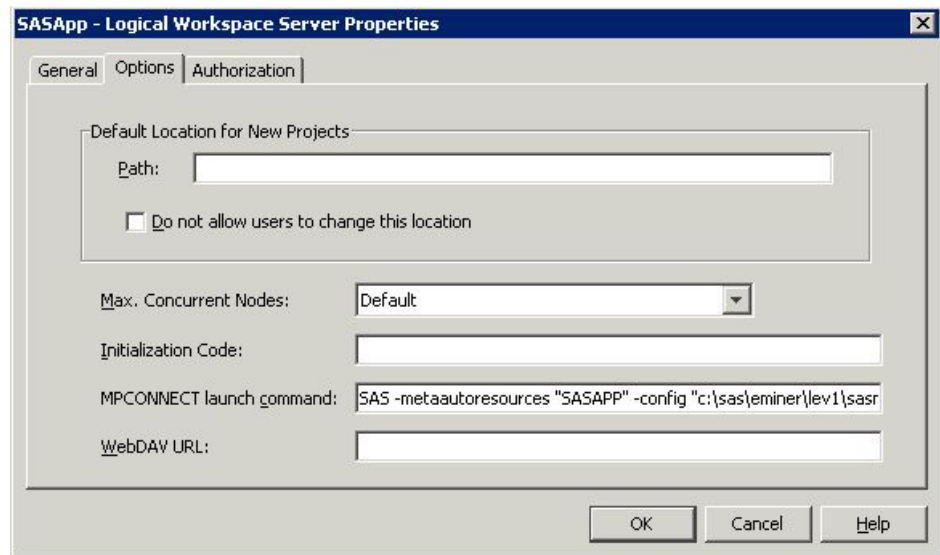 SASApp - Logical Workspace Server Properties
General Options Authorization
Default Location for New Projects
Path:
Do not allow users to change this location
Max. Concurrent Nodes: Default
Initialization Code:
MPCONNECT launch command: SAS -metaautoresources "SASAPP" -config "c:\sas\eminer\lev1\sasr
WebDAV URL:
OK Cancel Help